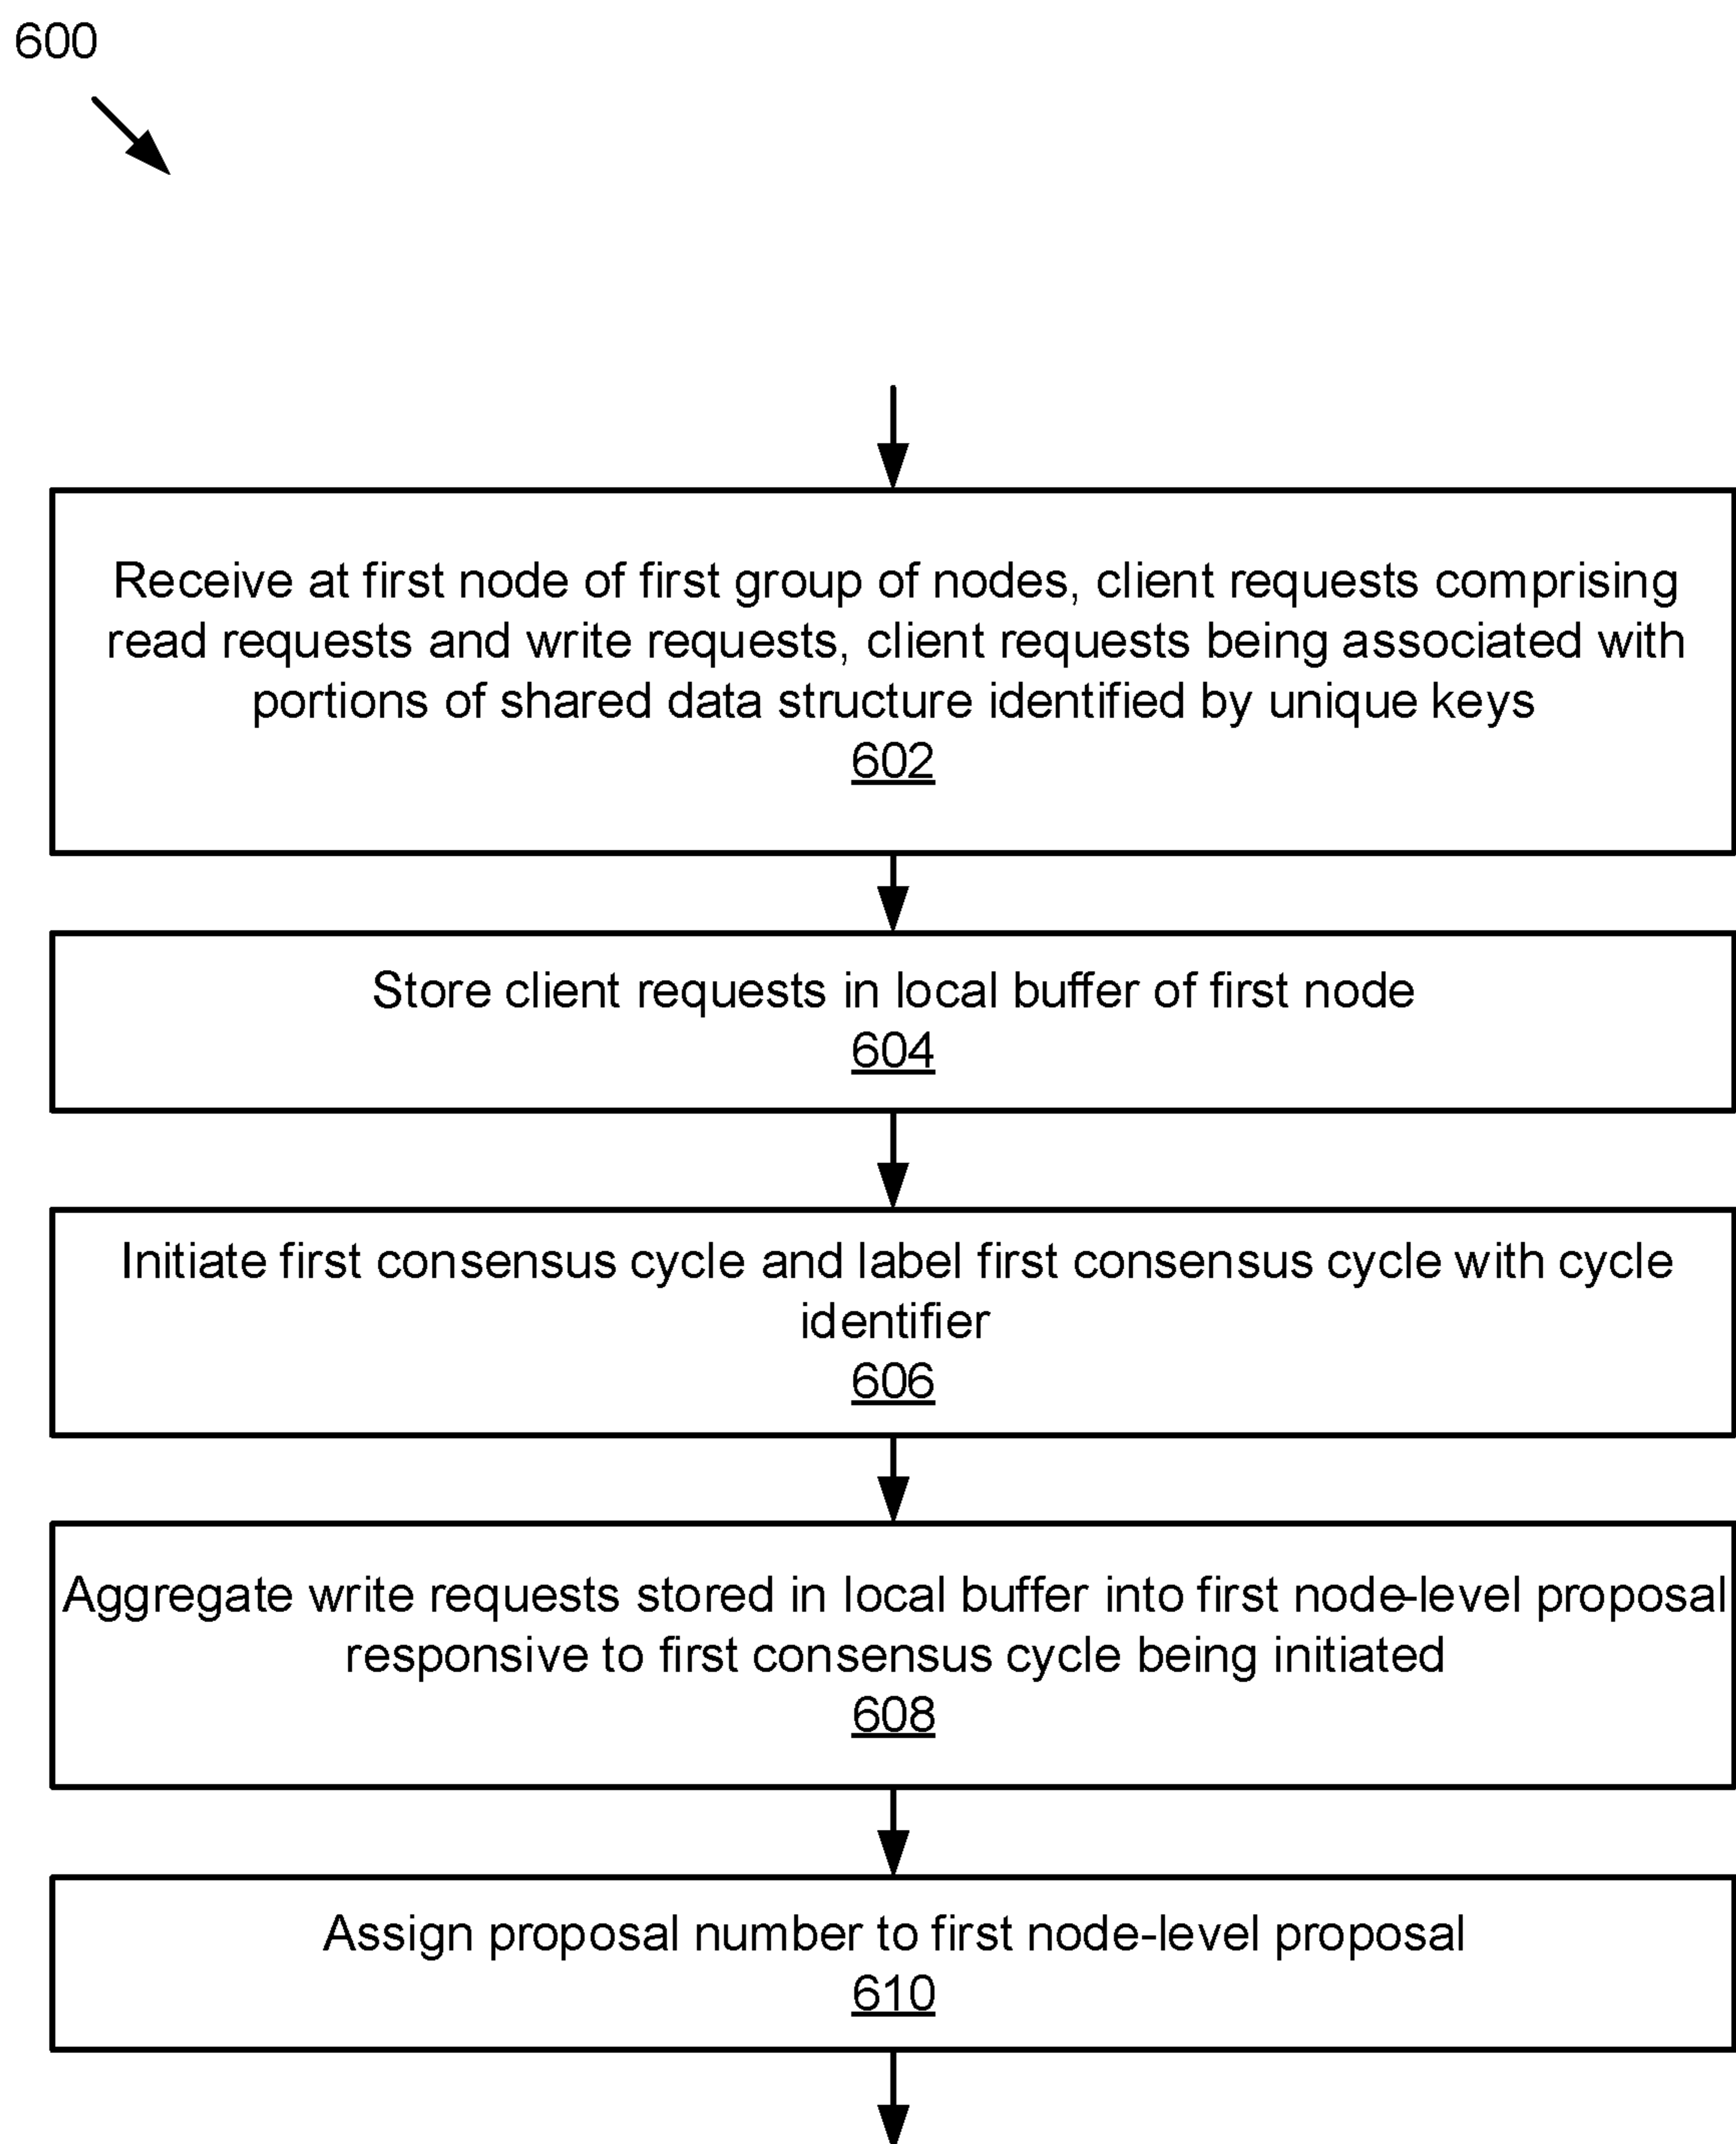 600
Receive at first node of first group of nodes, client requests comprising
read requests and write requests, client requests being associated with
portions of shared data structure identified by unique keys
602
Store client requests in local buffer of first node
604
Initiate first consensus cycle and label first consensus cycle with cycle
identifier
606
Aggregate write requests stored in local buffer into first node-level proposal
responsive to first consensus cycle being initiated
608
Assign proposal number to first node-level proposal
610